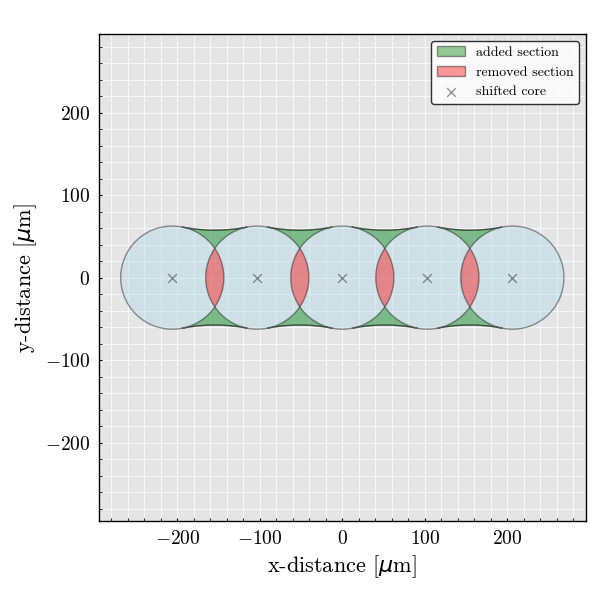 added section
removed section
shifted core
200
100
0
−100
−200
y-distance [μm]
−200 −100 0 100 200
x-distance [μm]